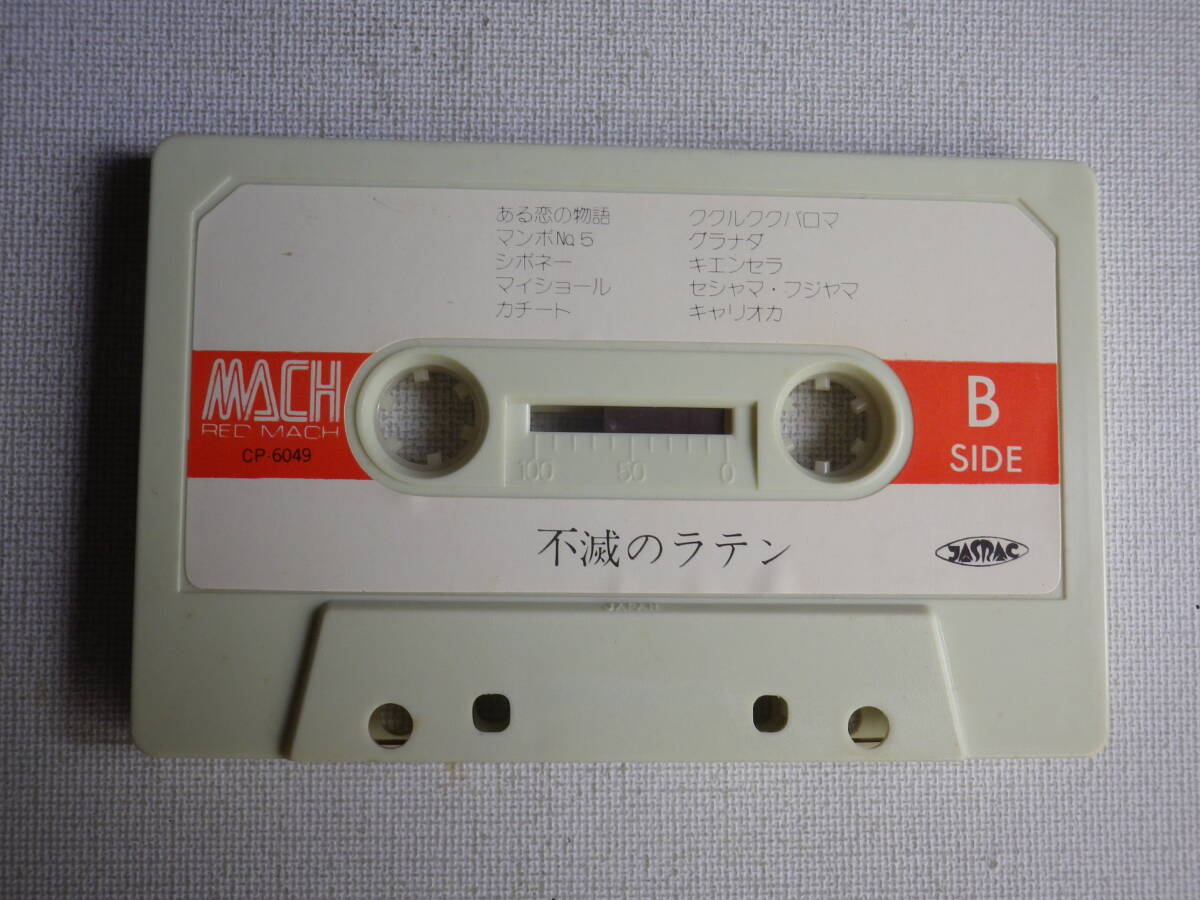 ある恋の物語
マンボNo.5
シボネー
マイショール
カチート
ククルククパロマ
グラナダ
キエンセラ
セシャマ・フジヤマ
キャリオカ
MACH
RED MACH
CP-6049
100 50 0
B
SIDE
不滅のラテン
JASRAC
JAPAN